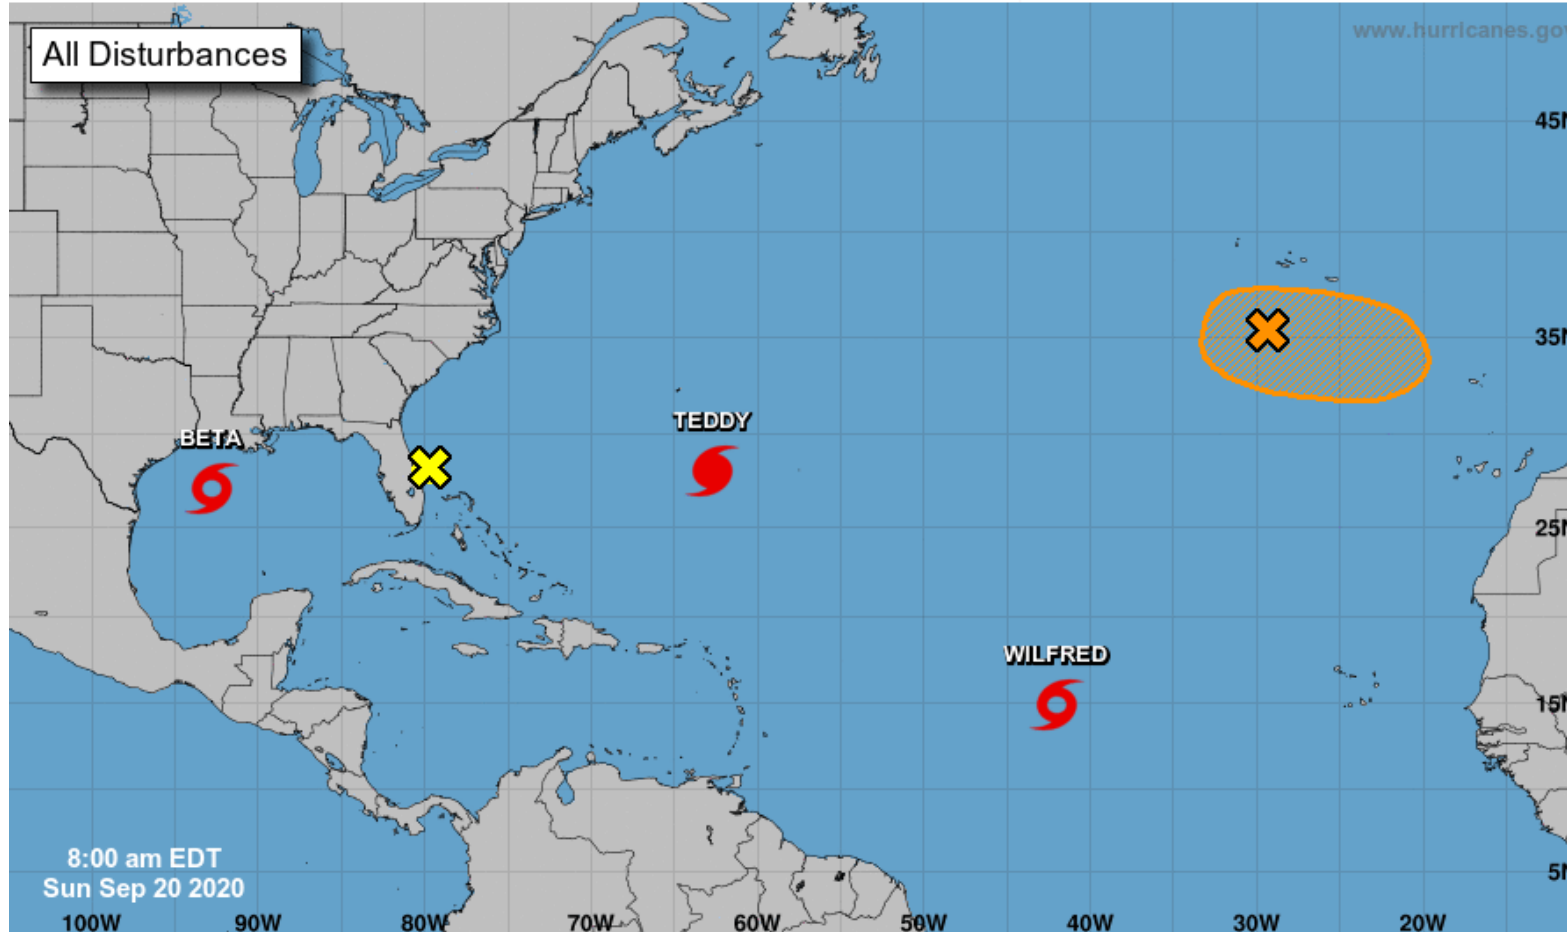 All Disturbances
www.hurricanes.gov
45N
35N
BETA
TEDDY
25N
WILFRED
15N
8:00 am EDT
Sun Sep 20 2020
5N
100W 90W 80W 70W 60W 50W 40W 30W 20W